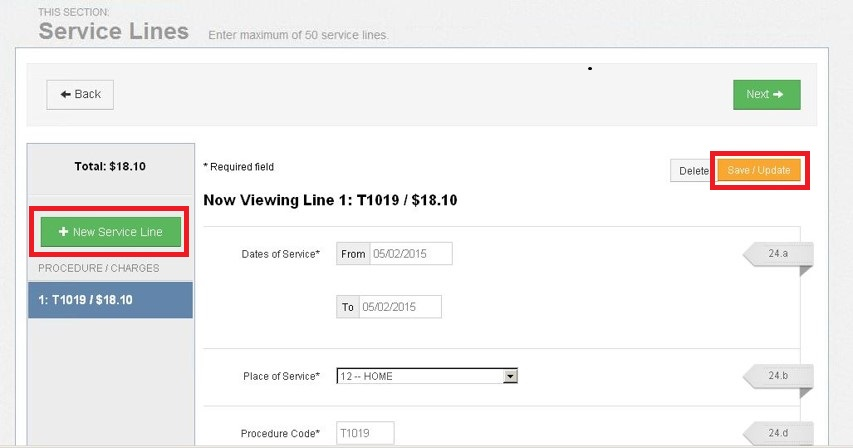 THIS SECTION:
Service Lines Enter maximum of 50 service lines.
Back
Next
Total: $18.10
* Required field
Delete
Save / Update
Now Viewing Line 1: T1019 / $18.10
+ New Service Line
PROCEDURE / CHARGES
1: T1019 / $18.10
Dates of Service* From 05/02/2015 24.a
To 05/02/2015
Place of Service* 12 -- HOME 24.b
Procedure Code* T1019 24.d